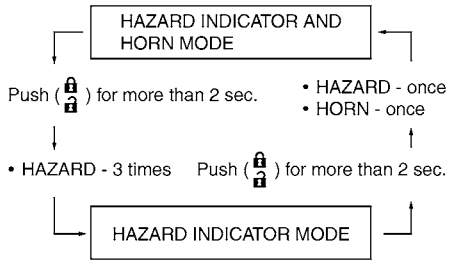 HAZARD INDICATOR AND
HORN MODE
Push ( ) for more than 2 sec.
• HAZARD - once
• HORN - once
• HAZARD - 3 times
Push ( ) for more than 2 sec.
HAZARD INDICATOR MODE